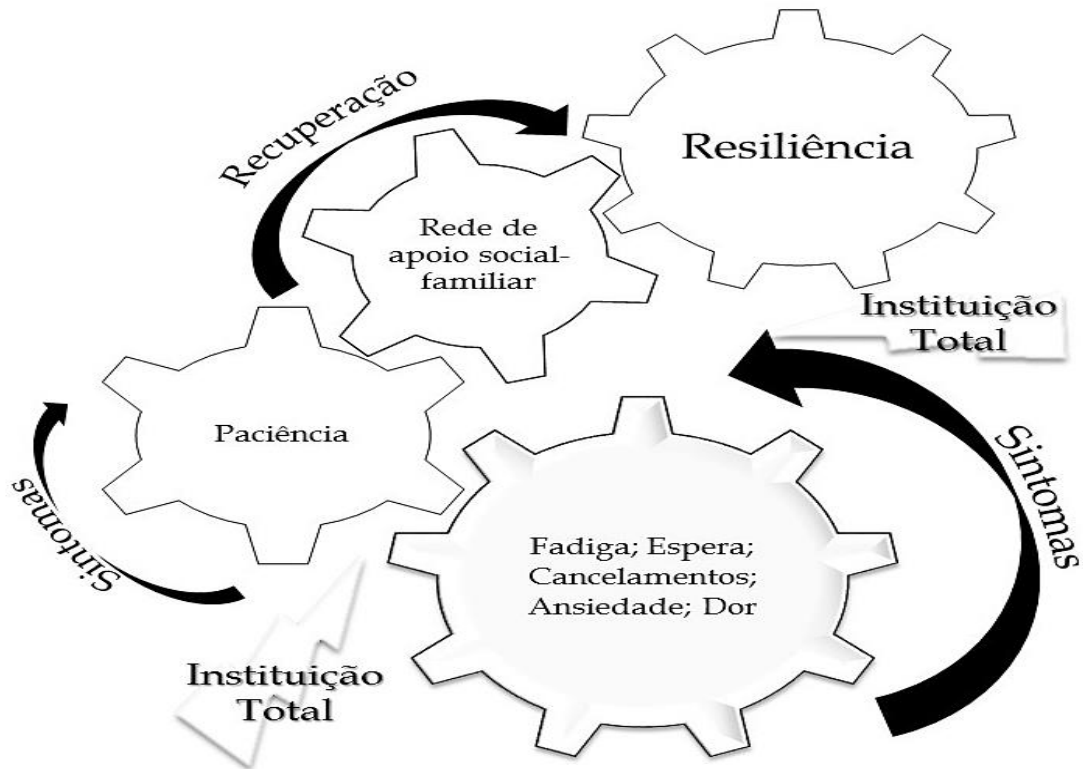 Recuperação
Resiliência
Rede de
apoio social-
familiar
Instituição
Total
Paciência
Sintomas
Sintomas
Fadiga; Espera;
Cancelamentos;
Ansiedade; Dor
Instituição
Total